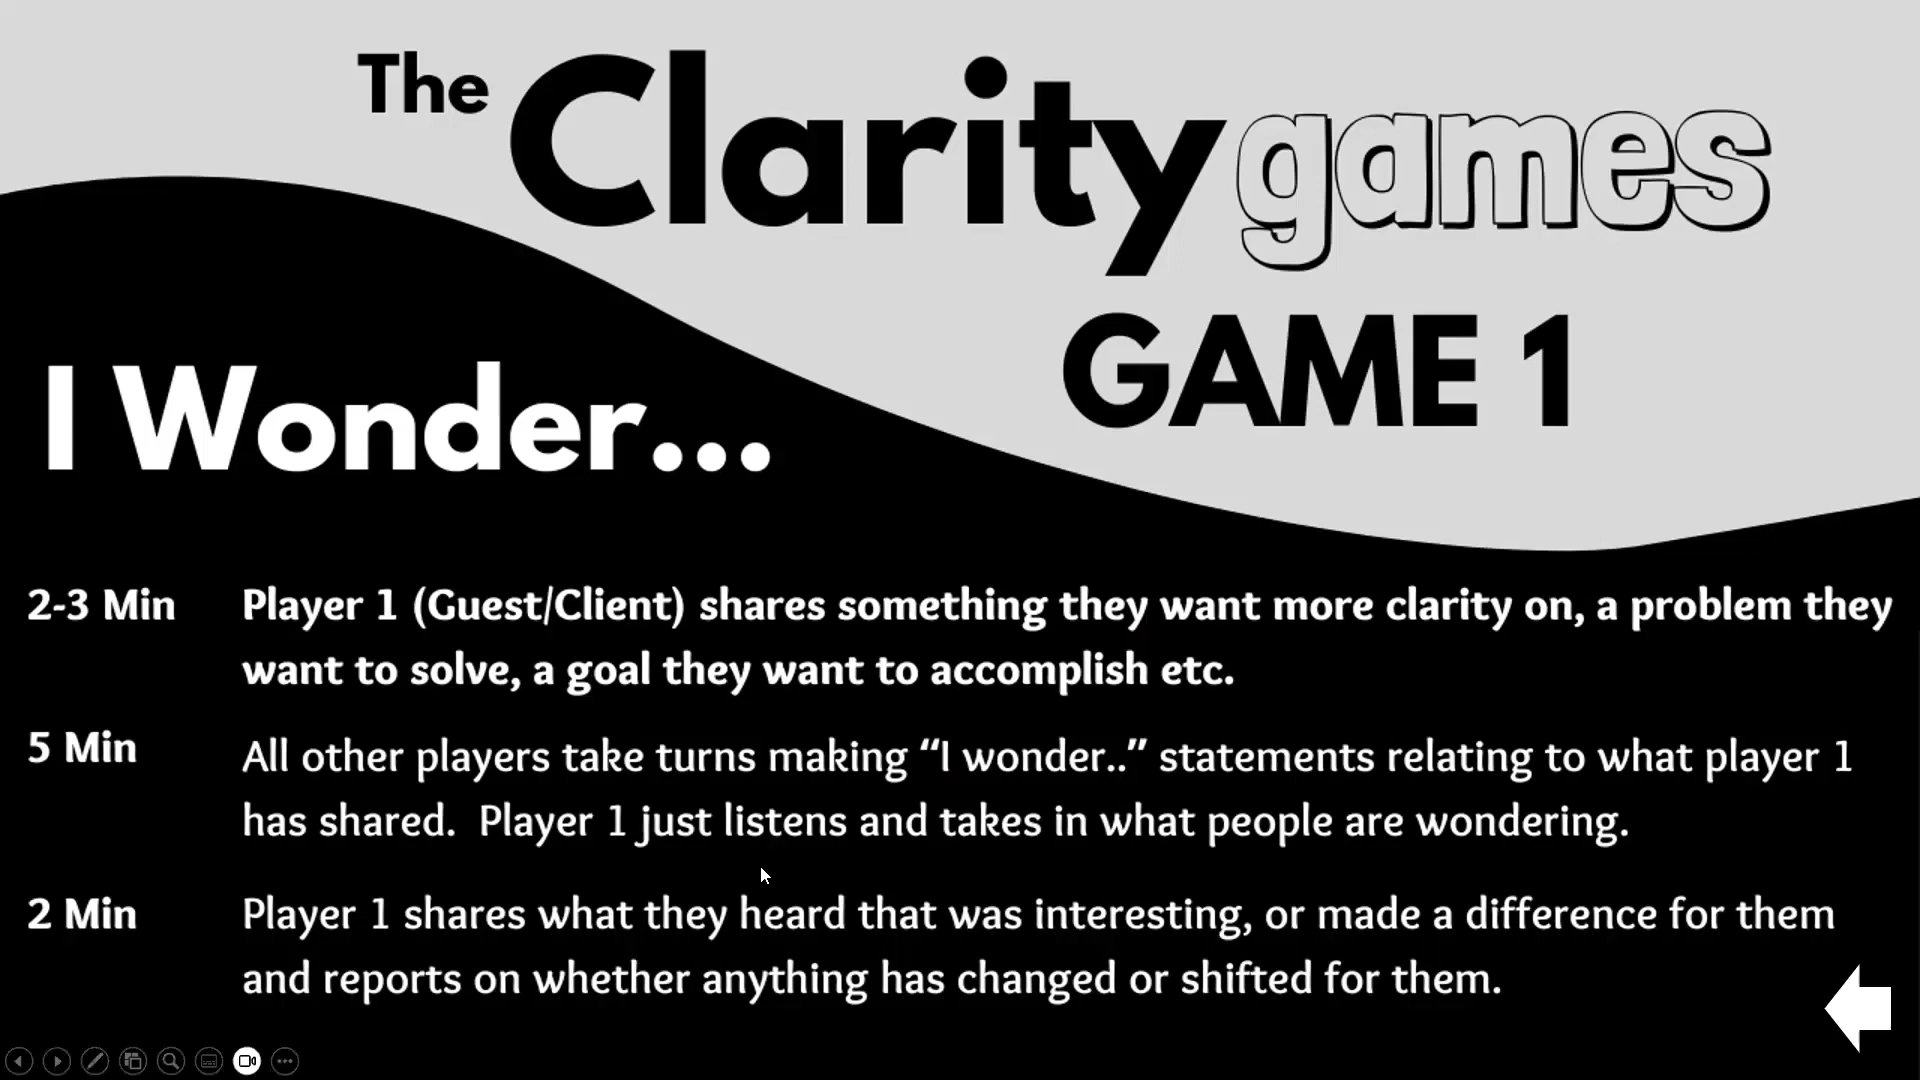 The Clarity games
GAME 1
I Wonder...
2-3 Min Player 1 (Guest/Client) shares something they want more clarity on, a problem they
want to solve, a goal they want to accomplish etc.
5 Min All other players take turns making “I wonder..” statements relating to what player 1
has shared.  Player 1 just listens and takes in what people are wondering.
2 Min Player 1 shares what they heard that was interesting, or made a difference for them
and reports on whether anything has changed or shifted for them.